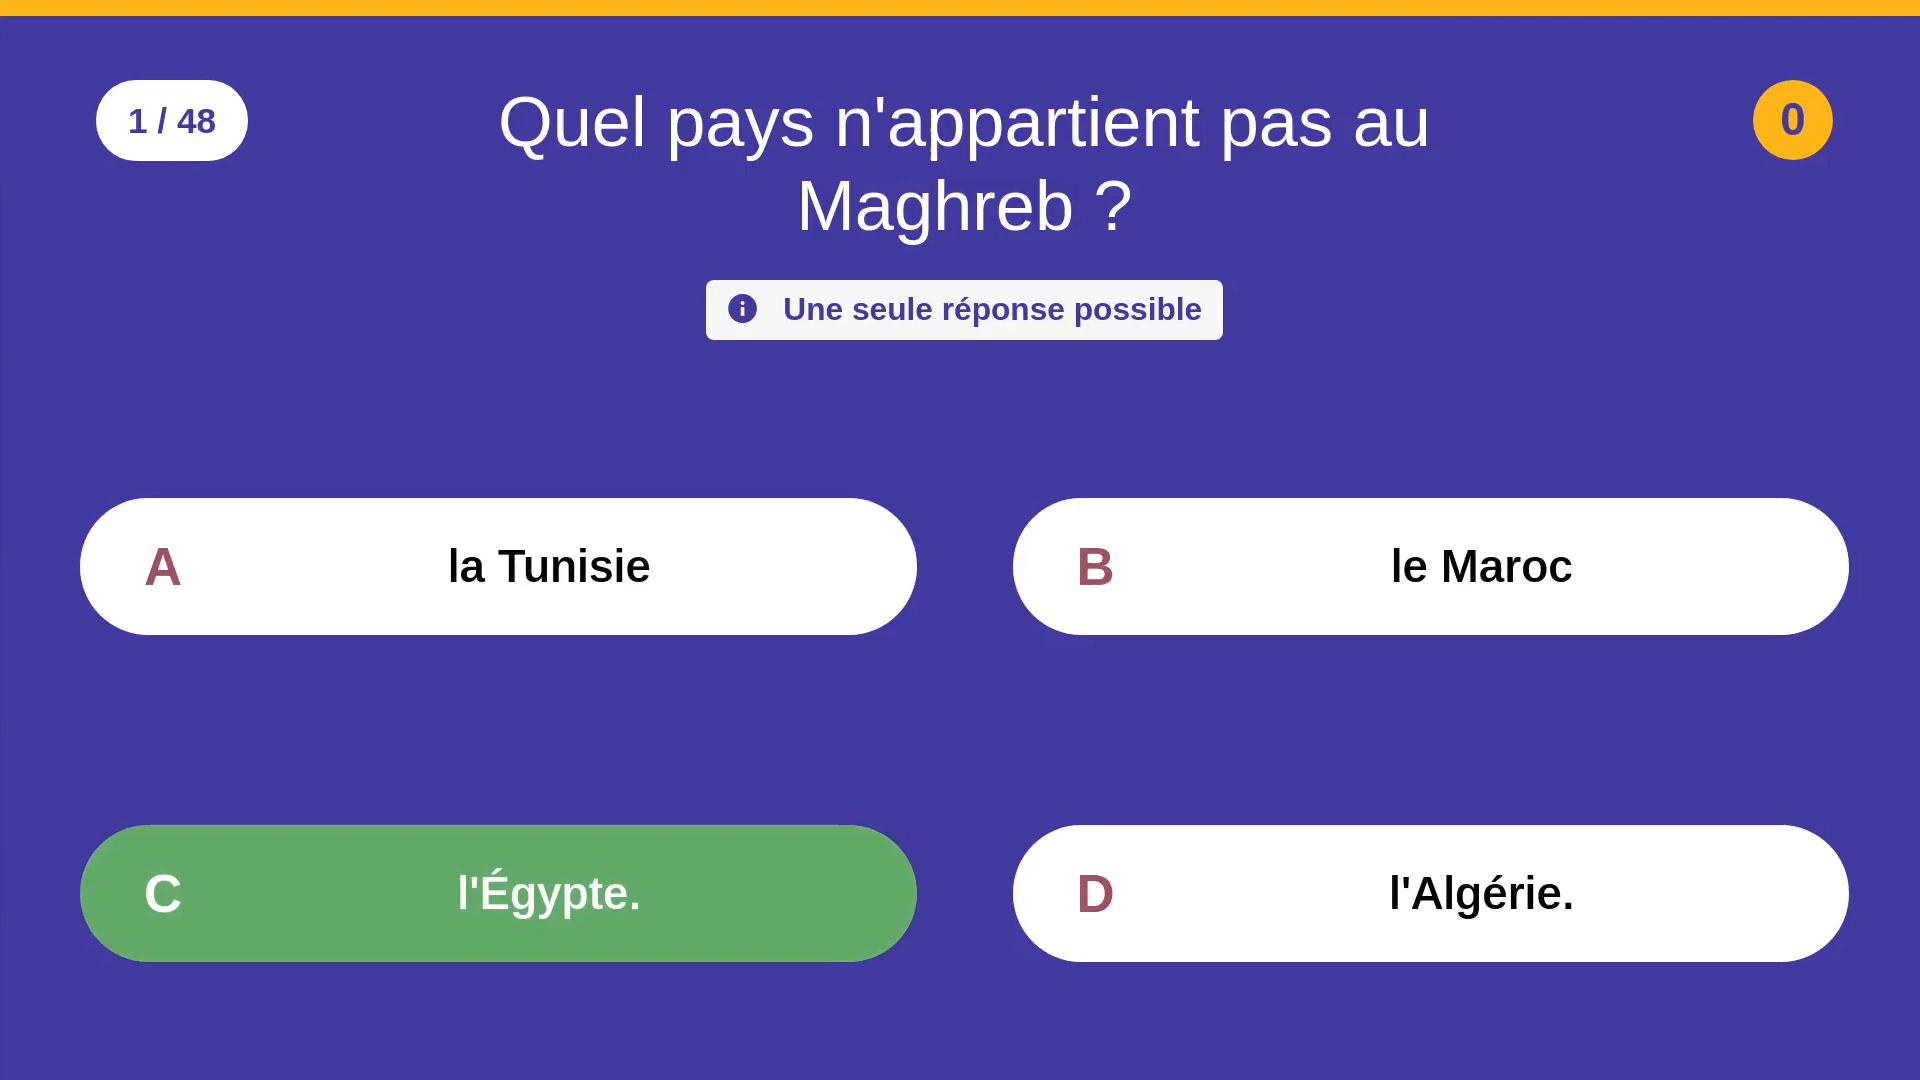 1 / 48
Quel pays n'appartient pas au
Maghreb ?
0
Une seule réponse possible
A la Tunisie
B le Maroc
C l'Égypte.
D l'Algérie.